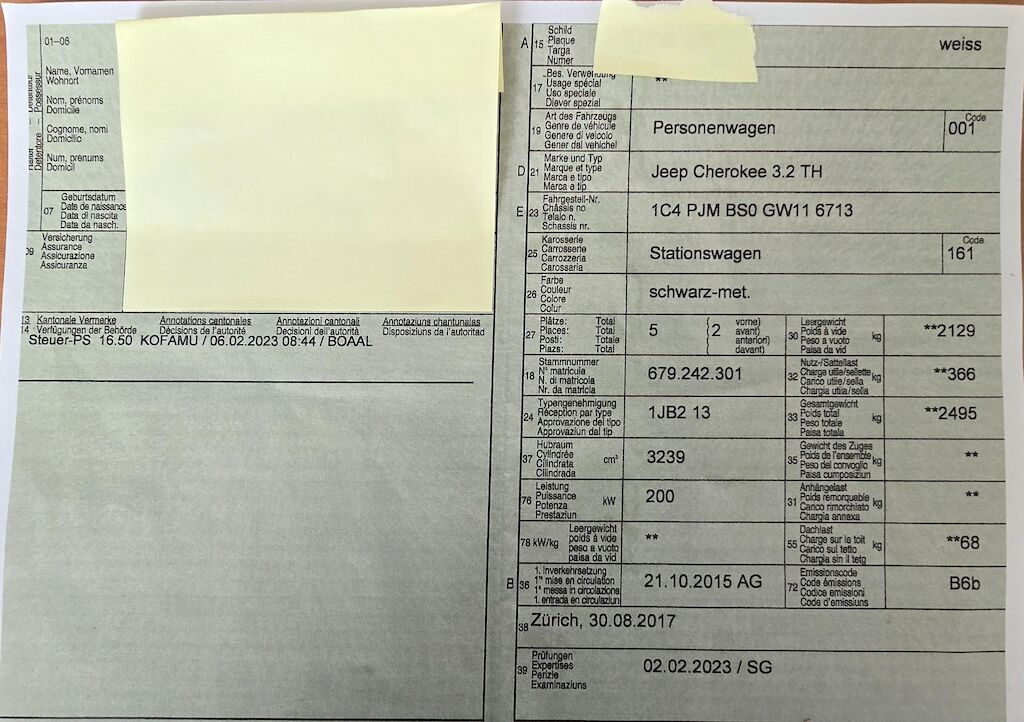 01–06
Name, Vornamen
Wohnort
Nom, prénoms
Domicile
Cognome, nomi
Domicilio
Num, prenums
Domicil
Detentore – Possessur
07
Geburtsdatum
Date de naissance
Data di nascita
Data da nasch.
09
Versicherung
Assurance
Assicurazione
Assicuranza
13 Kantonale Vermerke Annotations cantonales Annotazioni cantonali Annotaziuns chantunalas
14 Verfügungen der Behörde Décisions de l'autorité Decisioni dell'autorità Disposiziuns da l'autoritad
Steuer-PS 16.50 KOFAMU / 06.02.2023 08:44 / BOAAL
A 15
Schild
Plaque
Targa
Numer
weiss
17
Bes. Verwendung
Usage spécial
Uso speciale
Diever spezial
**
19
Art des Fahrzeugs
Genre de véhicule
Genere di veicolo
Gener dal vehichel
Personenwagen
Code
001
D 21
Marke und Typ
Marque et type
Marca e tipo
Marca e tip
Jeep Cherokee 3.2 TH
E 23
Fahrgestell-Nr.
Châssis no
Telaio n.
Schassis nr.
1C4 PJM BS0 GW11 6713
25
Karosserie
Carrosserie
Carrozzeria
Carossaria
Stationswagen
Code
161
26
Farbe
Couleur
Colore
Colur
schwarz-met.
27
Plätze: Total
Places: Total
Posti: Totale
Plazs: Total
5
2
vorne)
avant)
anteriori)
davant)
30
Leergewicht
Poids à vide
Peso a vuoto
Paisa da vid
kg
**2129
18
Stammnummer
N° matricule
N. di matricola
Nr. da matricla
679.242.301
32
Nutz-/Sattellast
Charge utile/sellette
Carico utile/sella
Chargia utila/sella
kg
**366
24
Typengenehmigung
Réception par type
Approvazione del tipo
Approvaziun dal tip
1JB2 13
33
Gesamtgewicht
Poids total
Peso totale
Paisa totala
kg
**2495
37
Hubraum
Cylindrée
Cilindrata
Cilindrada
cm³
3239
35
Gewicht des Zuges
Poids de l'ensemble
Peso del convoglio
Paisa cumposiziun
kg
**
76
Leistung
Puissance
Potenza
Prestaziun
kW
200
31
Anhängelast
Poids remorquable
Carico rimorchiato
Chargia annexa
kg
**
78 kW/kg
Leergewicht
poids à vide
peso a vuoto
paisa da vid
**
55
Dachlast
Charge sur le toit
Carico sul tetto
Chargia sin il tetg
kg
**68
B 36
1. Inverkehrsetzung
1re mise en circulation
1a messa in circolazione
1. entrada en circulaziun
21.10.2015 AG
72
Emissionscode
Code émissions
Codice emissioni
Code d'emissiuns
B6b
38 Zürich, 30.08.2017
39
Prüfungen
Expertises
Perizie
Examinaziuns
02.02.2023 / SG